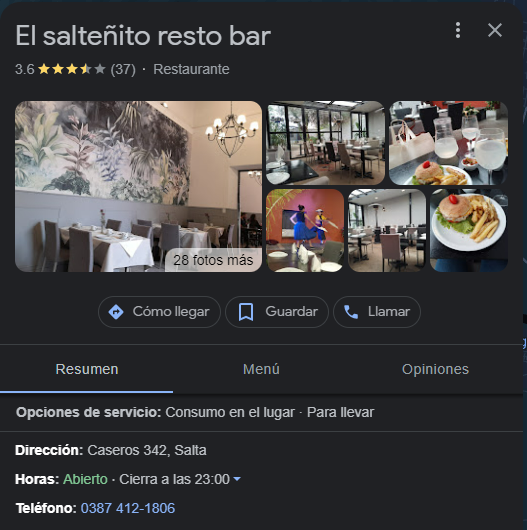 El salteñito resto bar
3.6 (37) · Restaurante
28 fotos más
Cómo llegar
Guardar
Llamar
Resumen
Menú
Opiniones
Opciones de servicio: Consumo en el lugar · Para llevar
Dirección: Caseros 342, Salta
Horas: Abierto · Cierra a las 23:00
Teléfono: 0387 412-1806